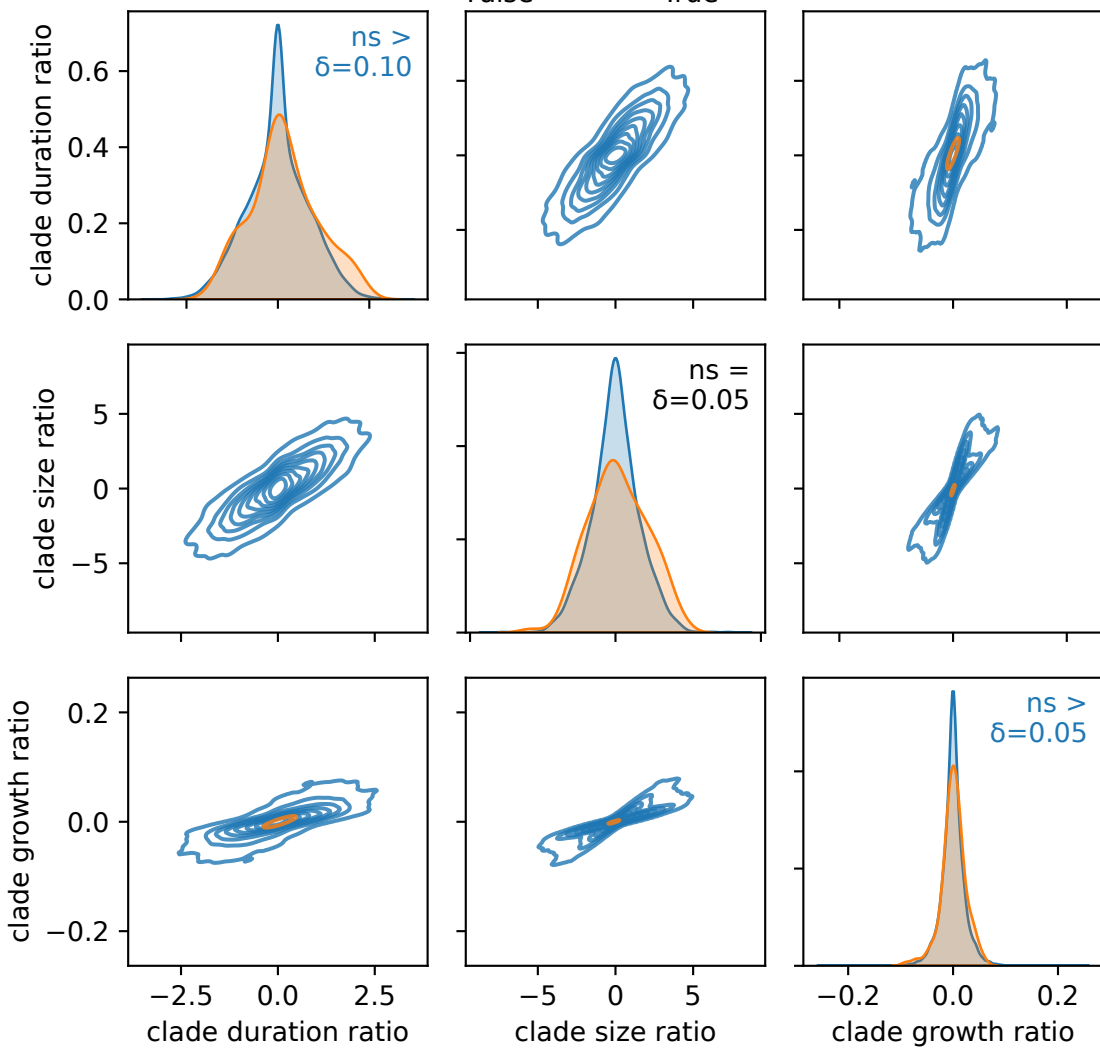 clade duration ratio
0.6
0.4
0.2
0.0
ns >
δ=0.10
clade size ratio
5
0
−5
ns =
δ=0.05
clade growth ratio
0.2
0.0
−0.2
ns >
δ=0.05
−2.5 0.0 2.5
clade duration ratio
−5 0 5
clade size ratio
−0.2 0.0 0.2
clade growth ratio